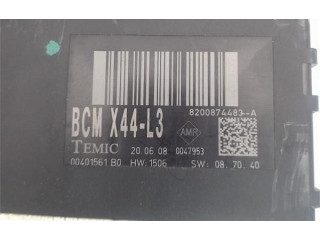 8200874483--A
BCM X44-L3
AMR
TEMIC 20.06.08 0047953
00401561 B0 HW:1506 SW: 08.70.40